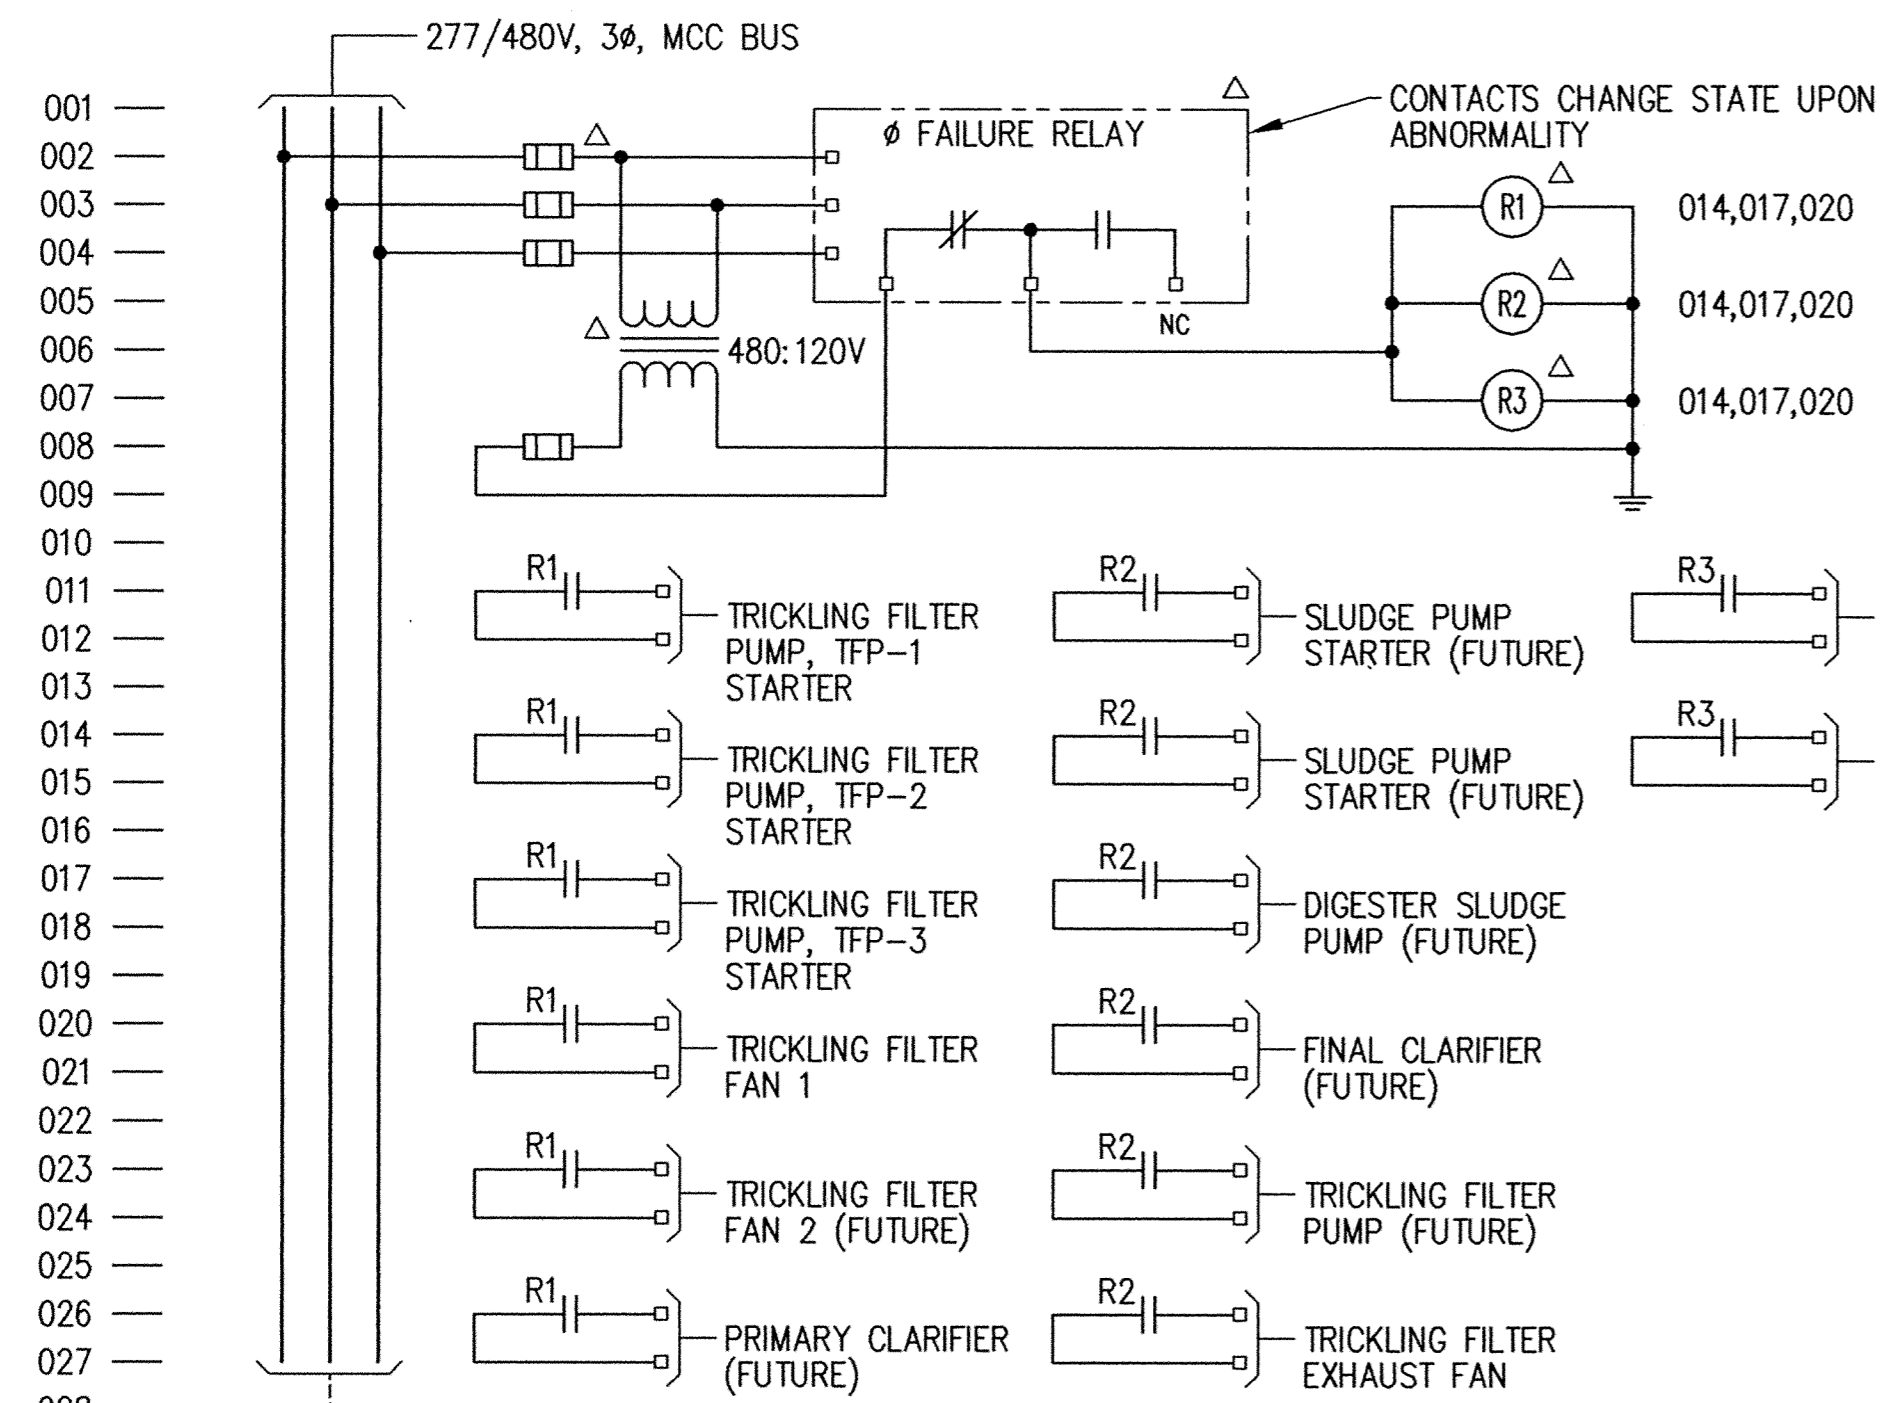 277/480V, 3ø, MCC BUS
001
002
003
004
005
006
007
008
009
010
011
012
013
014
015
016
017
018
019
020
021
022
023
024
025
026
027
ø FAILURE RELAY
CONTACTS CHANGE STATE UPON
ABNORMALITY
NC
480:120V
R1
014,017,020
R2
014,017,020
R3
014,017,020
R1
TRICKLING FILTER
PUMP, TFP-1
STARTER
R2
SLUDGE PUMP
STARTER (FUTURE)
R3
R1
TRICKLING FILTER
PUMP, TFP-2
STARTER
R2
SLUDGE PUMP
STARTER (FUTURE)
R3
R1
TRICKLING FILTER
PUMP, TFP-3
STARTER
R2
DIGESTER SLUDGE
PUMP (FUTURE)
R1
TRICKLING FILTER
FAN 1
R2
FINAL CLARIFIER
(FUTURE)
R1
TRICKLING FILTER
FAN 2 (FUTURE)
R2
TRICKLING FILTER
PUMP (FUTURE)
R1
PRIMARY CLARIFIER
(FUTURE)
R2
TRICKLING FILTER
EXHAUST FAN